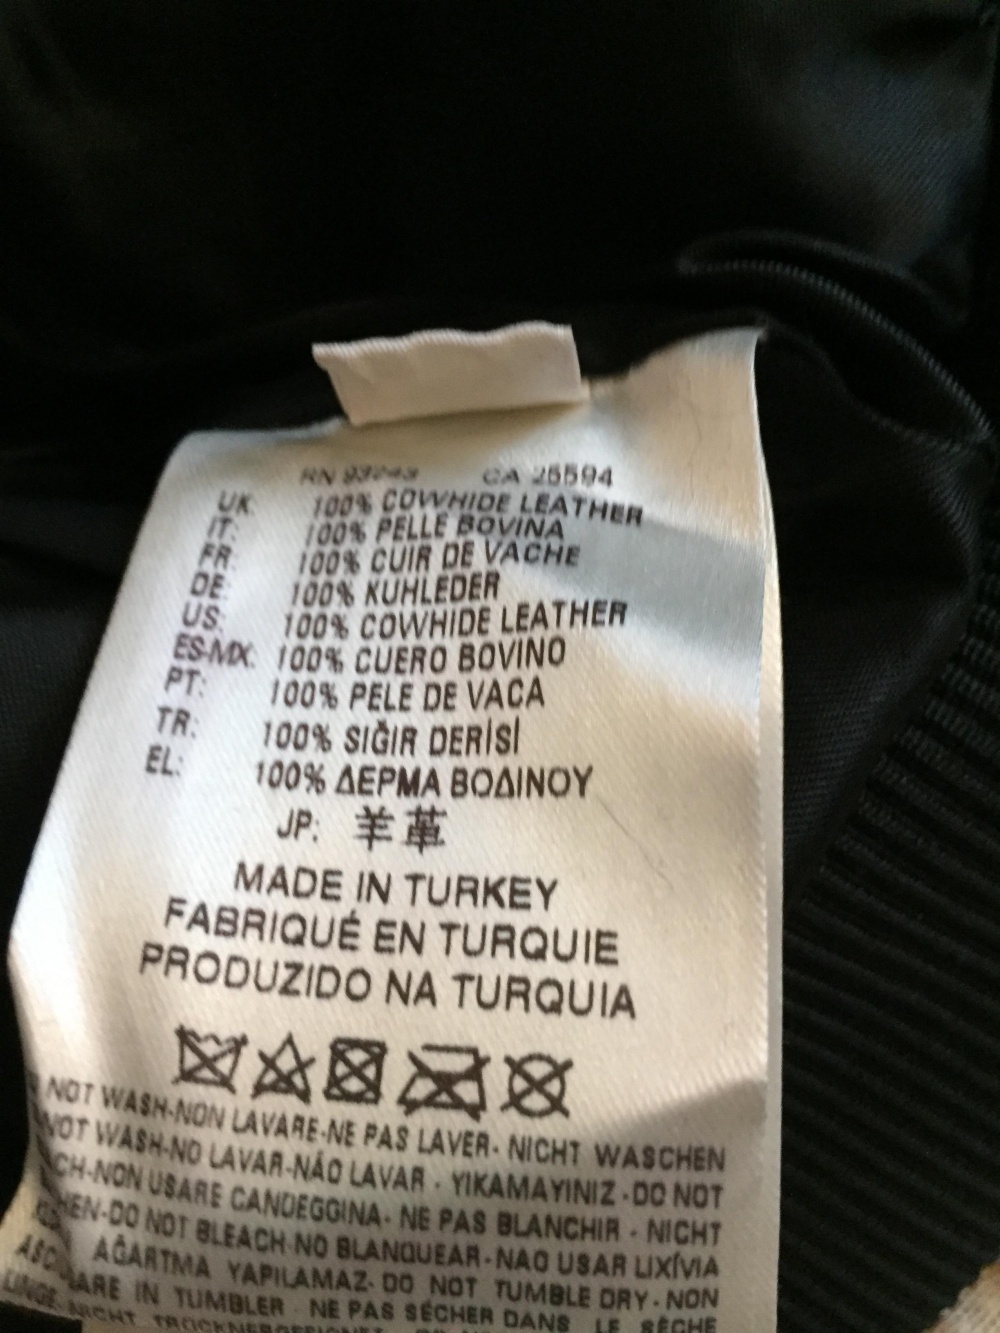 RN 93243 CA 25594
UK: 100% COWHIDE LEATHER
IT: 100% PELLE BOVINA
FR: 100% CUIR DE VACHE
DE: 100% KUHLEDER
US: 100% COWHIDE LEATHER
ES-MX: 100% CUERO BOVINO
PT: 100% PELE DE VACA
TR: 100% SIĞIR DERİSİ
EL: 100% ΔΕΡΜΑ ΒΟΔΙΝΟΥ
JP: 羊革
MADE IN TURKEY
FABRIQUÉ EN TURQUIE
PRODUZIDO NA TURQUIA
NOT WASH-NON LAVARE-NE PAS LAVER- NICHT WASCHEN
NOT WASH-NO LAVAR-NÃO LAVAR - YIKAMAYINIZ -DO NOT
CH-NON USARE CANDEGGINA- NE PAS BLANCHIR - NICHT
EN-DO NOT BLEACH-NO BLANQUEAR-NAO USAR LIXÍVIA
AĞARTMA YAPILAMAZ- DO NOT TUMBLE DRY - NON
ARE IN TUMBLER - NE PAS SÉCHER DANS LE SÈCHE
LINGE- NICHT